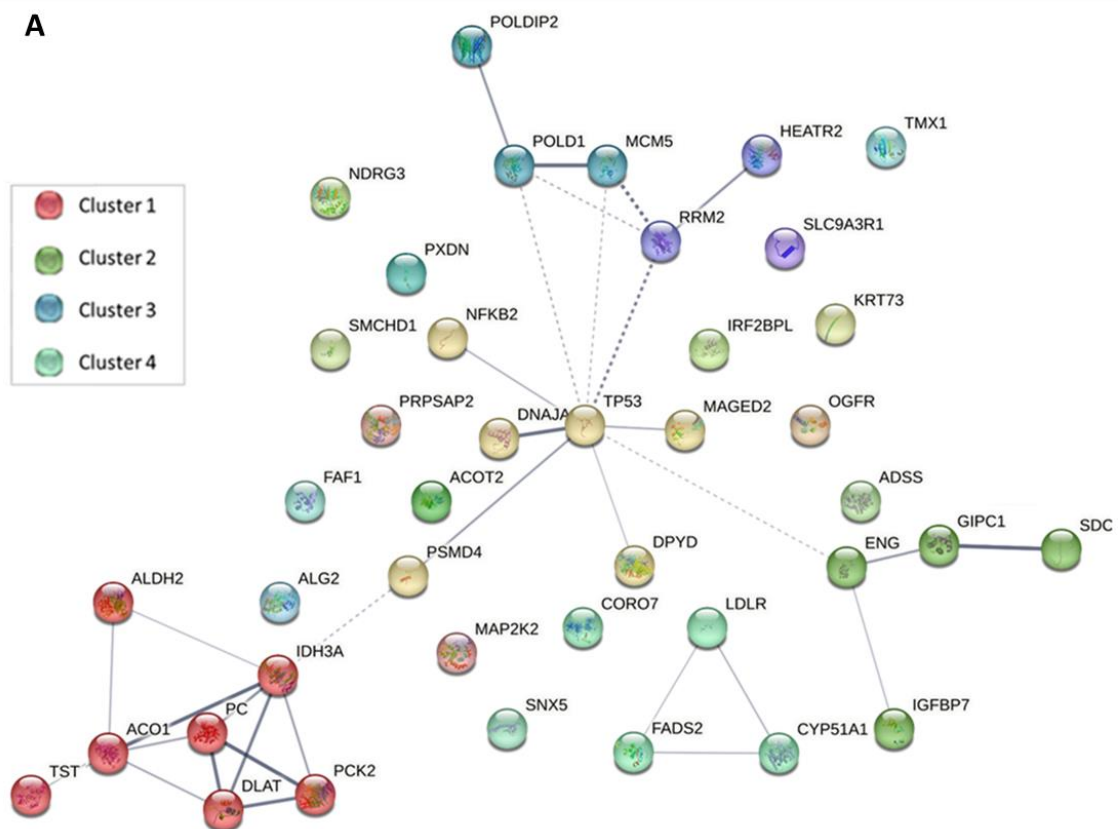 A
POLDIP2
POLD1
MCM5
HEATR2
TMX1
NDRG3
RRM2
SLC9A3R1
Cluster 1
Cluster 2
Cluster 3
Cluster 4
PXDN
SMCHD1
NFKB2
IRF2BPL
KRT73
PRPSAP2
DNAJA
TP53
MAGED2
OGFR
FAF1
ACOT2
ADSS
PSMD4
DPYD
ENG
GIPC1
SDC
ALDH2
ALG2
CORO7
LDLR
MAP2K2
IDH3A
PC
ACO1
SNX5
FADS2
CYP51A1
IGFBP7
TST
DLAT
PCK2